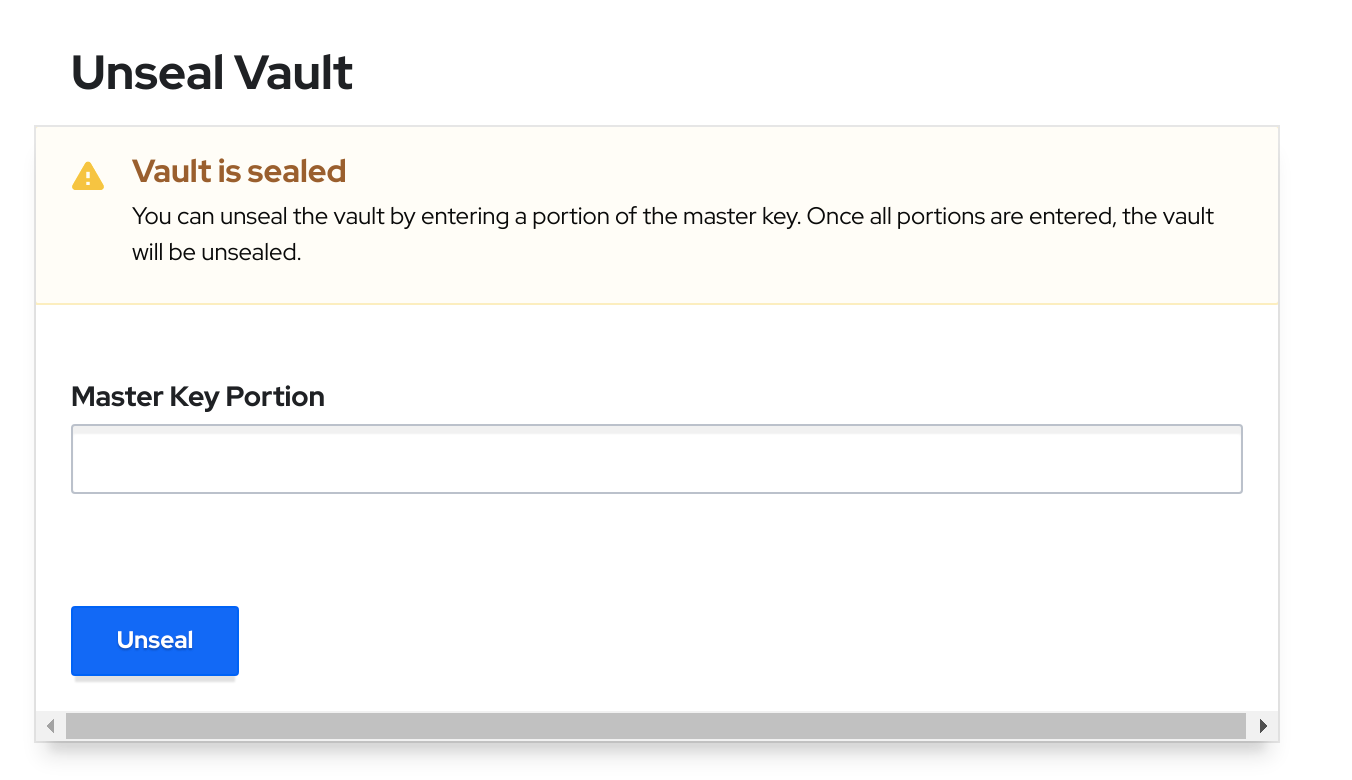 Unseal Vault
Vault is sealed
You can unseal the vault by entering a portion of the master key. Once all portions are entered, the vault
will be unsealed.
Master Key Portion
Unseal